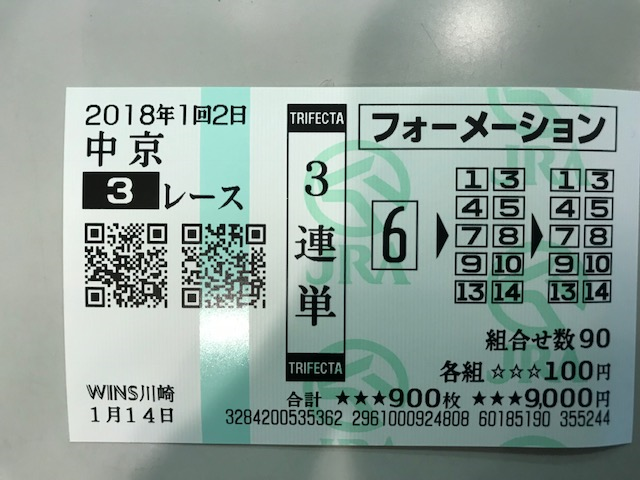 2018年1回2日
中京
3レース
WINS川崎
1月14日
TRIFECTA
3連単
TRIFECTA
フォーメーション
6 ▶ 1 3 ▶ 1 3
4 5 4 5
7 8 7 8
9 10 9 10
13 14 13 14
組合せ数90
各組 ☆☆☆100円
合計 ★★★900枚 ★★★9,000円
3284200535362 2961000924808 60185190 355244
JRA
JRA
JRA